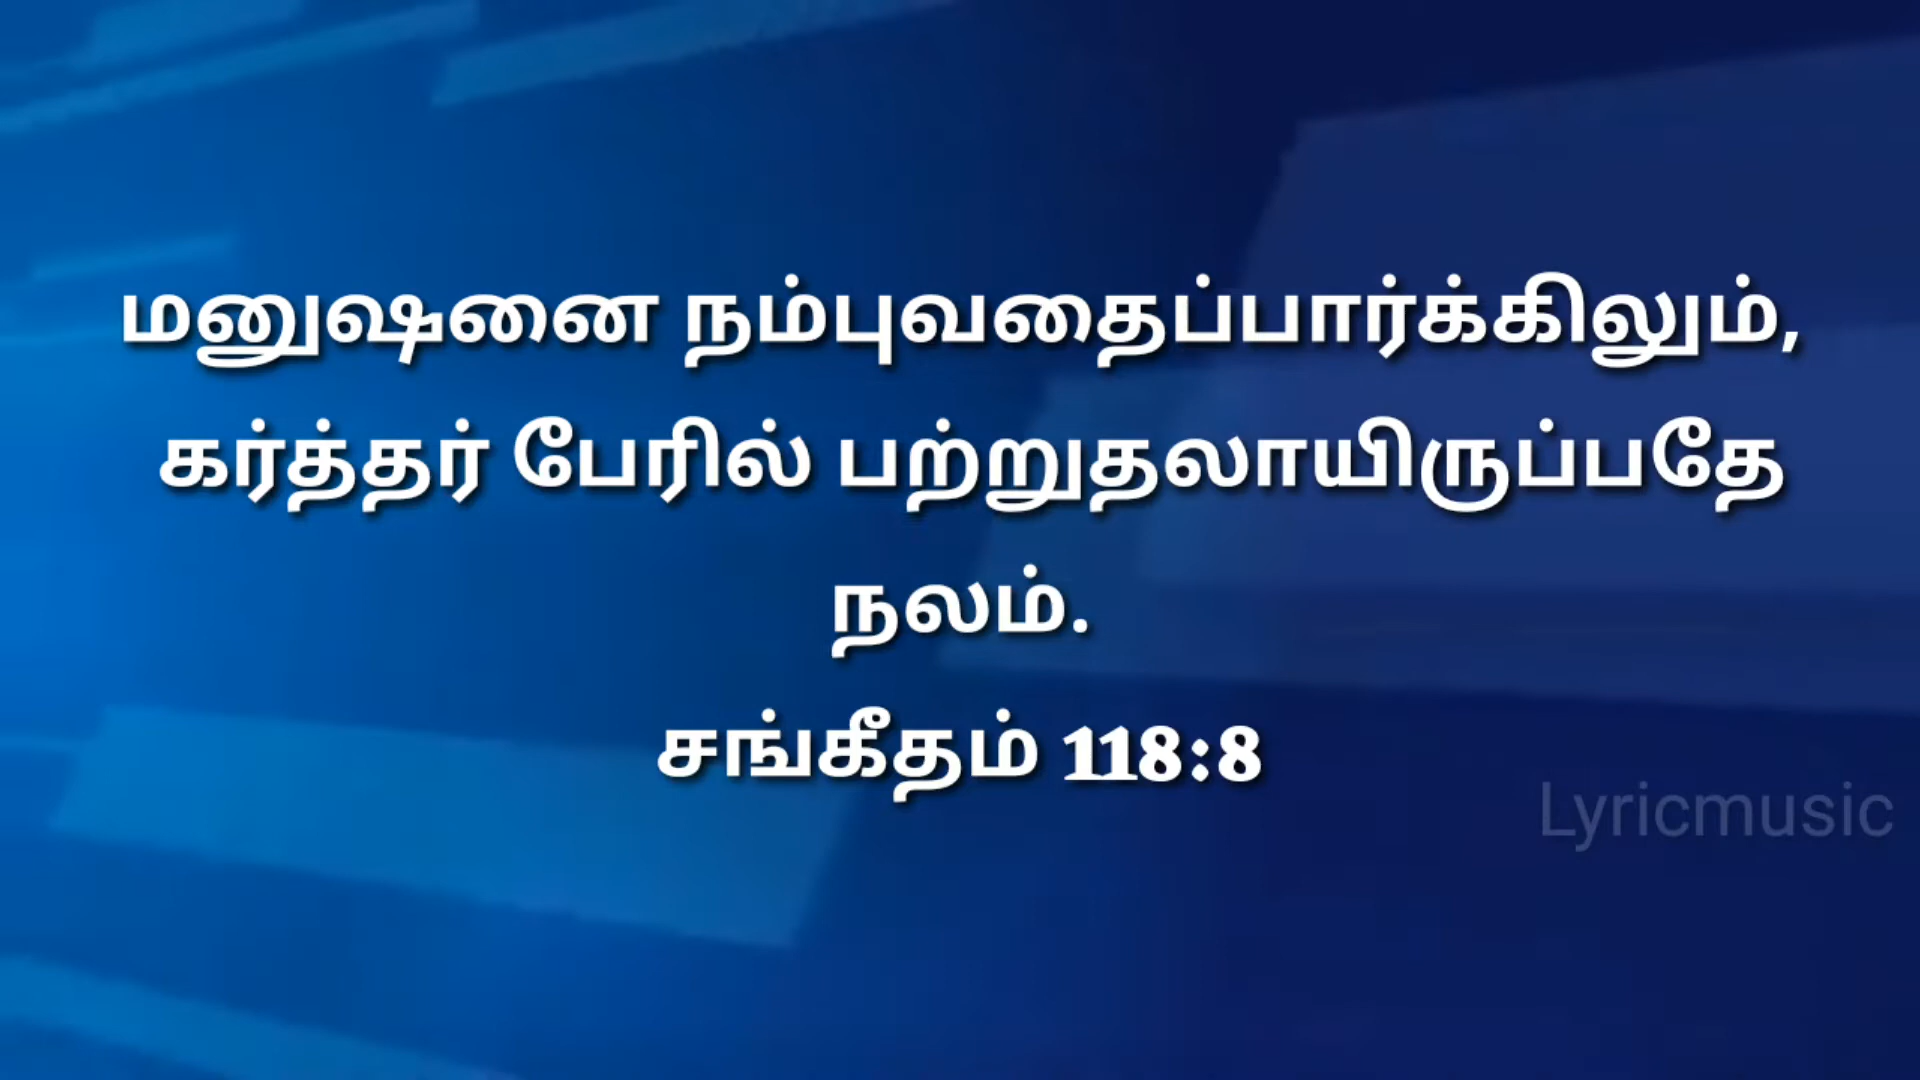 மனுஷனை நம்புவதைப்பார்க்கிலும்,
கர்த்தர் பேரில் பற்றுதலாயிருப்பதே
நலம்.
சங்கீதம் 118:8
Lyricmusic